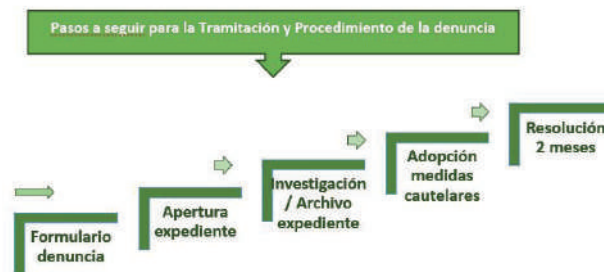 Pasos a seguir para la Tramitación y Procedimiento de la denuncia
Formulario
denuncia
Apertura
expediente
Investigación
/ Archivo
expediente
Adopción
medidas
cautelares
Resolución
2 meses